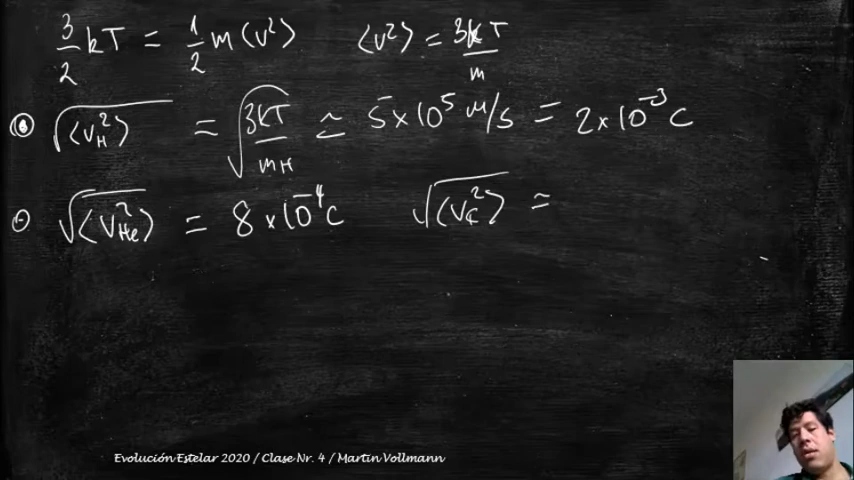 3/2 kT = 1/2 m⟨v²⟩ ⟨v²⟩ = 3kT/m
√⟨v_H²⟩ = √(3kT/m_H) ≃ 5×10⁵ m/s = 2×10⁻³ c
√⟨v_He²⟩ = 8×10⁻⁴ c √⟨v_C²⟩ =
Evolución Estelar 2020 / Clase Nr. 4 / Martin Vollmann